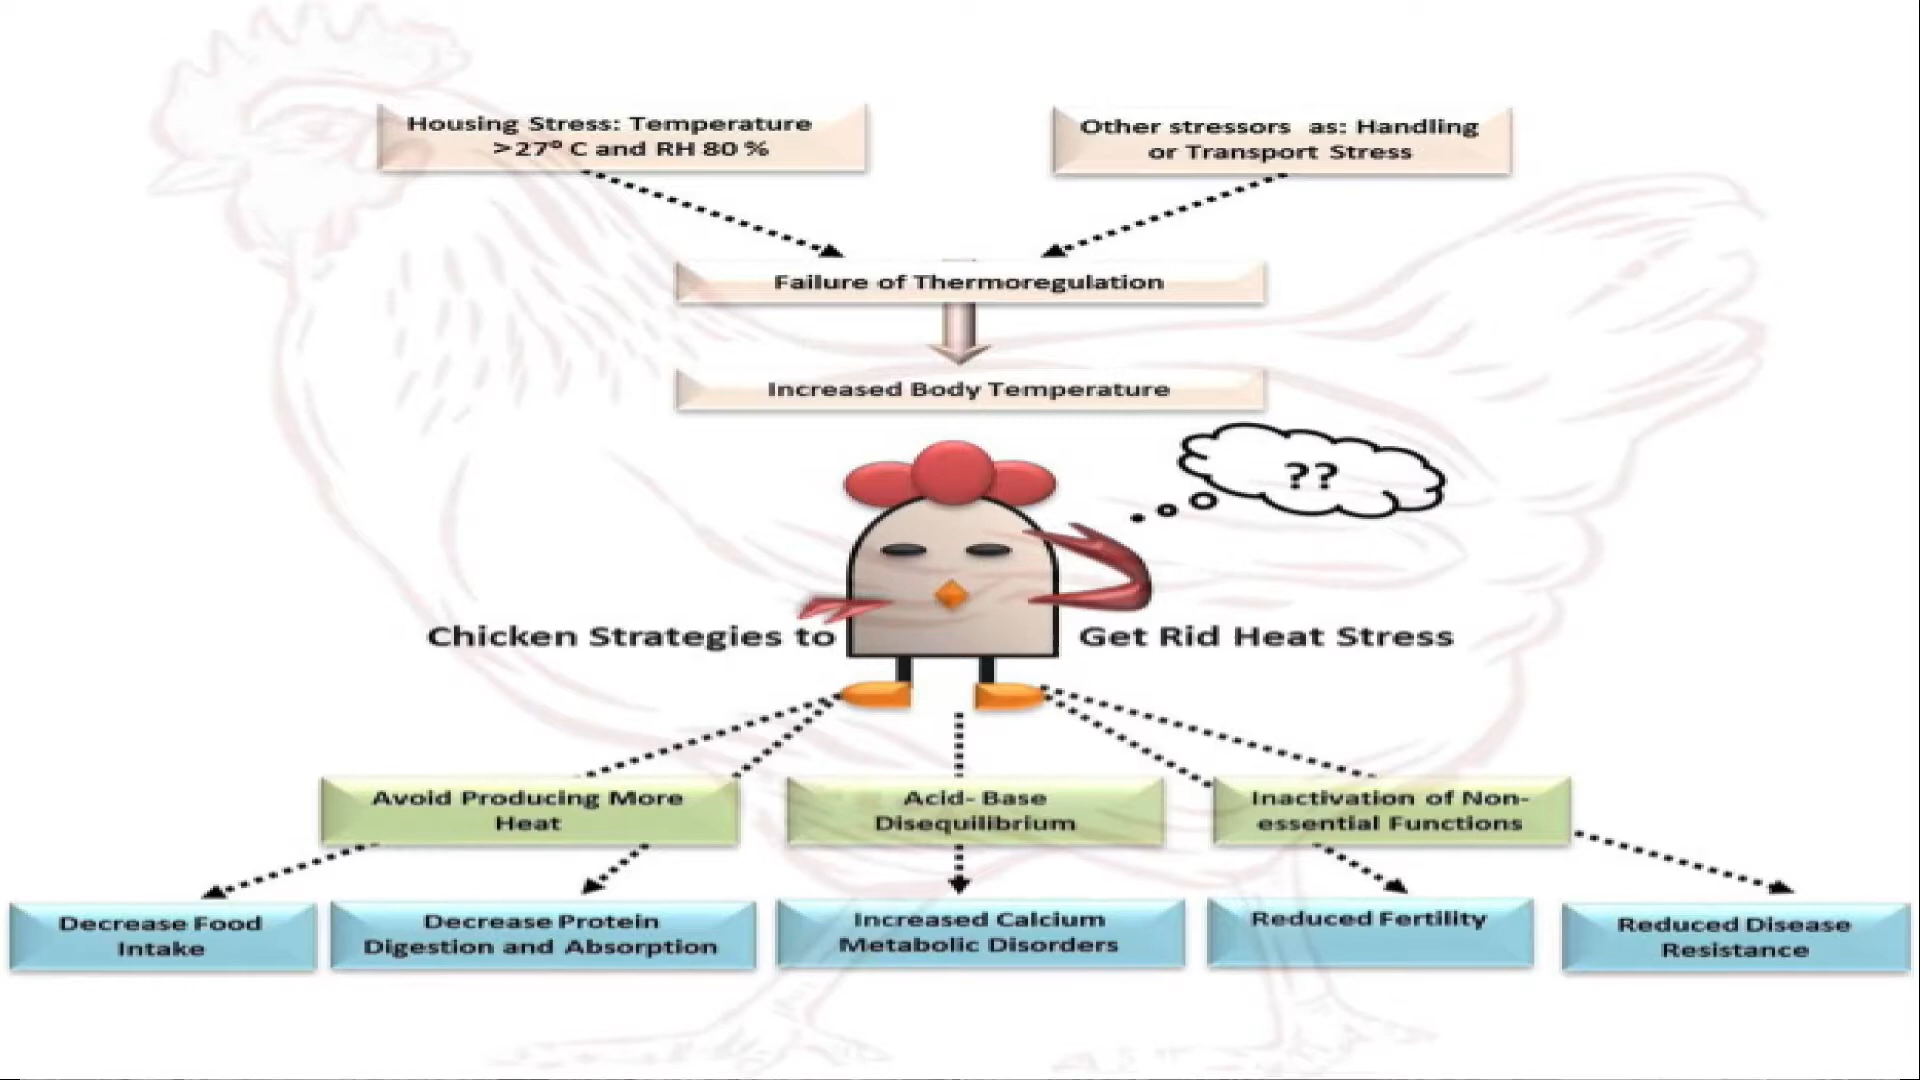 Housing Stress: Temperature
>27º C and RH 80 %
Other stressors as: Handling
or Transport Stress
Failure of Thermoregulation
Increased Body Temperature
??
Chicken Strategies to Get Rid Heat Stress
Avoid Producing More
Heat
Acid- Base
Disequilibrium
Inactivation of Non-
essential Functions
Decrease Food
Intake
Decrease Protein
Digestion and Absorption
Increased Calcium
Metabolic Disorders
Reduced Fertility
Reduced Disease
Resistance